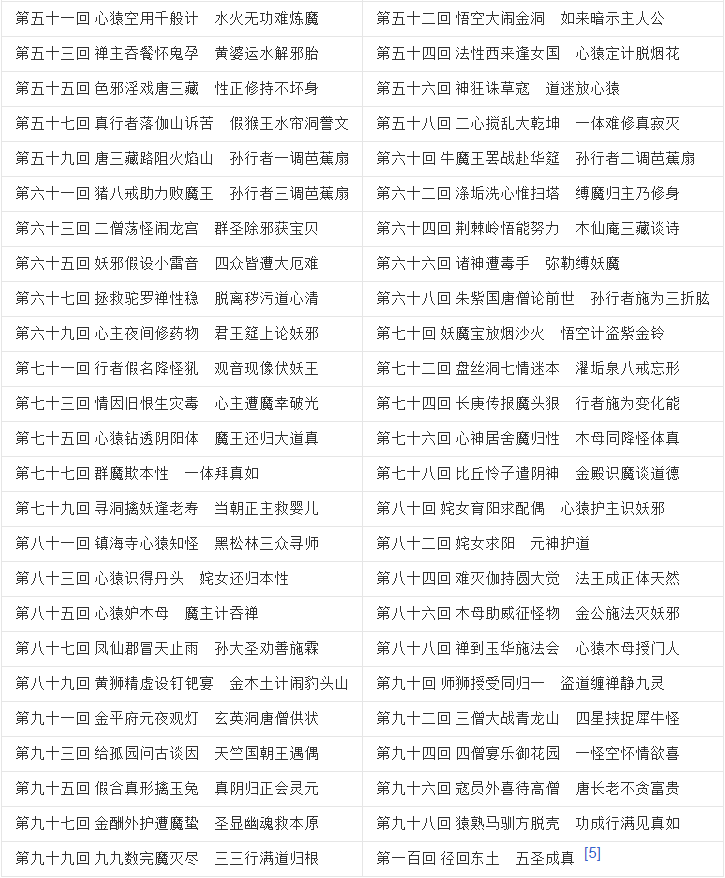 第五十一回 心猿空用千般计 水火无功难炼魔 第五十二回 悟空大闹金洞 如来暗示主人公
第五十三回 禅主吞餐怀鬼孕 黄婆运水解邪胎 第五十四回 法性西来逢女国 心猿定计脱烟花
第五十五回 色邪淫戏唐三藏 性正修持不坏身 第五十六回 神狂诛草寇 道迷放心猿
第五十七回 真行者落伽山诉苦 假猴王水帘洞誊文 第五十八回 二心搅乱大乾坤 一体难修真寂灭
第五十九回 唐三藏路阻火焰山 孙行者一调芭蕉扇 第六十回 牛魔王罢战赴华筵 孙行者二调芭蕉扇
第六十一回 猪八戒助力败魔王 孙行者三调芭蕉扇 第六十二回 涤垢洗心惟扫塔 缚魔归主乃修身
第六十三回 二僧荡怪闹龙宫 群圣除邪获宝贝 第六十四回 荆棘岭悟能努力 木仙庵三藏谈诗
第六十五回 妖邪假设小雷音 四众皆遭大厄难 第六十六回 诸神遭毒手 弥勒缚妖魔
第六十七回 拯救驼罗禅性稳 脱离秽污道心清 第六十八回 朱紫国唐僧论前世 孙行者施为三折肱
第六十九回 心主夜间修药物 君王筵上论妖邪 第七十回 妖魔宝放烟沙火 悟空计盗紫金铃
第七十一回 行者假名降怪犼 观音现像伏妖王 第七十二回 盘丝洞七情迷本 濯垢泉八戒忘形
第七十三回 情因旧恨生灾毒 心主遭魔幸破光 第七十四回 长庚传报魔头狠 行者施为变化能
第七十五回 心猿钻透阴阳体 魔王还归大道真 第七十六回 心神居舍魔归性 木母同降怪体真
第七十七回 群魔欺本性 一体拜真如 第七十八回 比丘怜子遣阴神 金殿识魔谈道德
第七十九回 寻洞擒妖逢老寿 当朝正主救婴儿 第八十回 姹女育阳求配偶 心猿护主识妖邪
第八十一回 镇海寺心猿知怪 黑松林三众寻师 第八十二回 姹女求阳 元神护道
第八十三回 心猿识得丹头 姹女还归本性 第八十四回 难灭伽持圆大觉 法王成正体天然
第八十五回 心猿妒木母 魔主计吞禅 第八十六回 木母助威征怪物 金公施法灭妖邪
第八十七回 凤仙郡冒天止雨 孙大圣劝善施霖 第八十八回 禅到玉华施法会 心猿木母授门人
第八十九回 黄狮精虚设钉钯宴 金木土计闹豹头山 第九十回 师狮授受同归一 盗道缠禅静九灵
第九十一回 金平府元夜观灯 玄英洞唐僧供状 第九十二回 三僧大战青龙山 四星挟捉犀牛怪
第九十三回 给孤园问古谈因 天竺国朝王遇偶 第九十四回 四僧宴乐御花园 一怪空怀情欲喜
第九十五回 假合真形擒玉兔 真阴归正会灵元 第九十六回 寇员外喜待高僧 唐长老不贪富贵
第九十七回 金酬外护遭魔蛰 圣显幽魂救本原 第九十八回 猿熟马驯方脱壳 功成行满见真如
第九十九回 九九数完魔灭尽 三三行满道归根 第一百回 径回东土 五圣成真 [5]